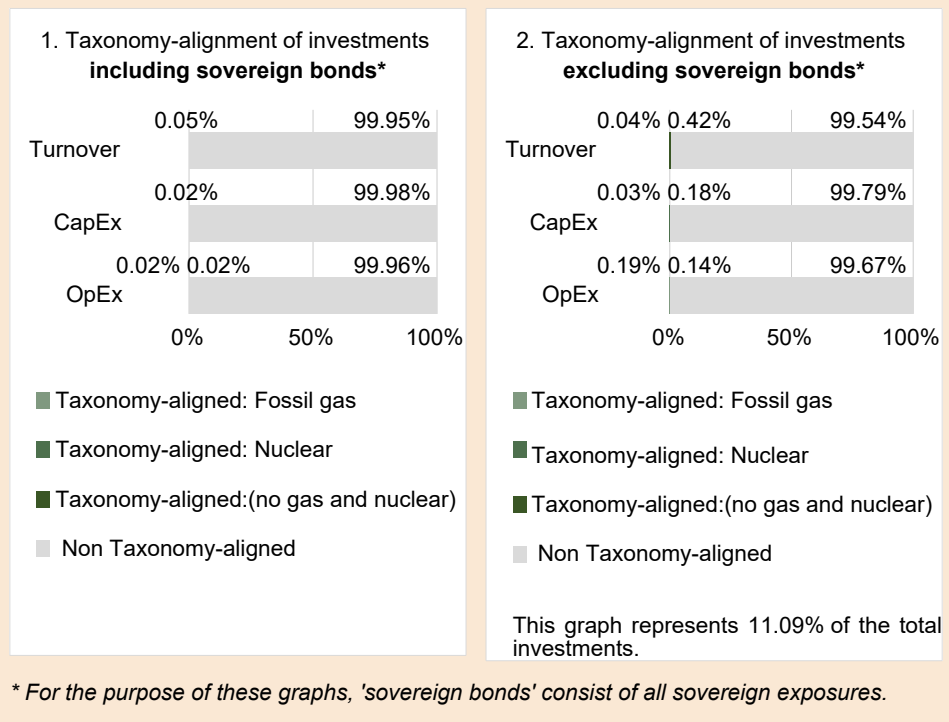 1. Taxonomy-alignment of investments
including sovereign bonds*
0.05% 99.95%
Turnover
0.02% 99.98%
CapEx
0.02% 0.02% 99.96%
OpEx
0% 50% 100%
Taxonomy-aligned: Fossil gas
Taxonomy-aligned: Nuclear
Taxonomy-aligned:(no gas and nuclear)
Non Taxonomy-aligned
2. Taxonomy-alignment of investments
excluding sovereign bonds*
0.04% 0.42% 99.54%
Turnover
0.03% 0.18% 99.79%
CapEx
0.19% 0.14% 99.67%
OpEx
0% 50% 100%
Taxonomy-aligned: Fossil gas
Taxonomy-aligned: Nuclear
Taxonomy-aligned:(no gas and nuclear)
Non Taxonomy-aligned
This graph represents 11.09% of the total
investments.
* For the purpose of these graphs, 'sovereign bonds' consist of all sovereign exposures.